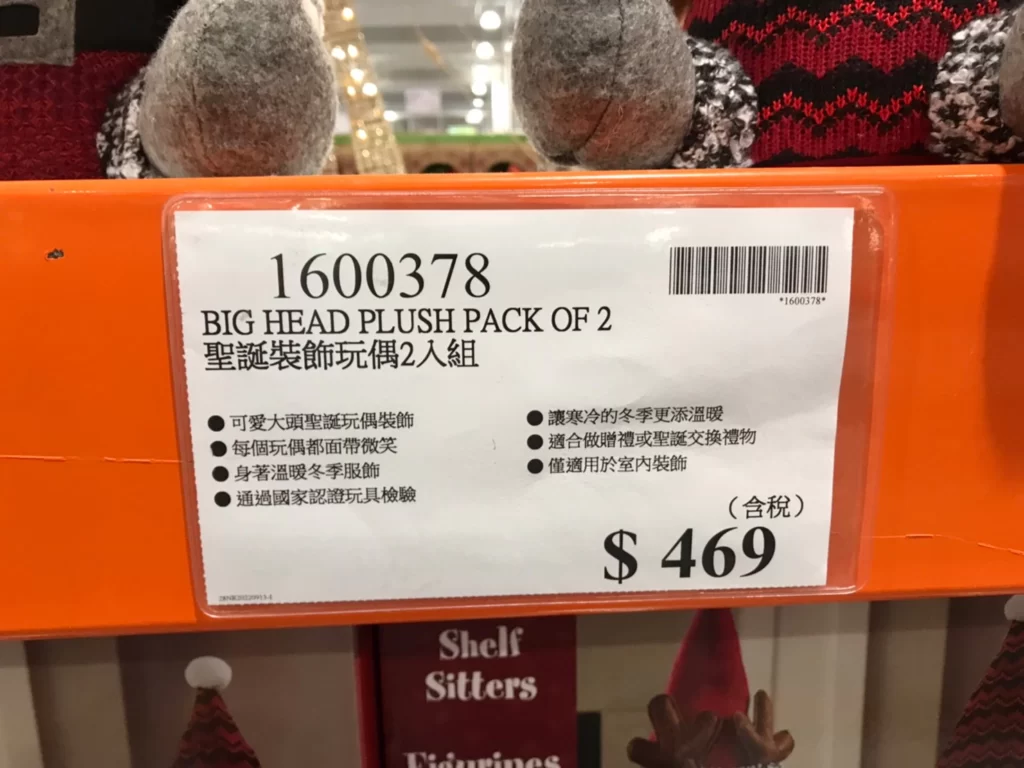 1600378
*1600378*
BIG HEAD PLUSH PACK OF 2
聖誕裝飾玩偶2入組
● 可愛大頭聖誕玩偶裝飾
● 每個玩偶都面帶微笑
● 身著溫暖冬季服飾
● 通過國家認證玩具檢驗
● 讓寒冷的冬季更添溫暖
● 適合做贈禮或聖誕交換禮物
● 僅適用於室內裝飾
（含稅）
$ 469
Shelf
Sitters
Figurines